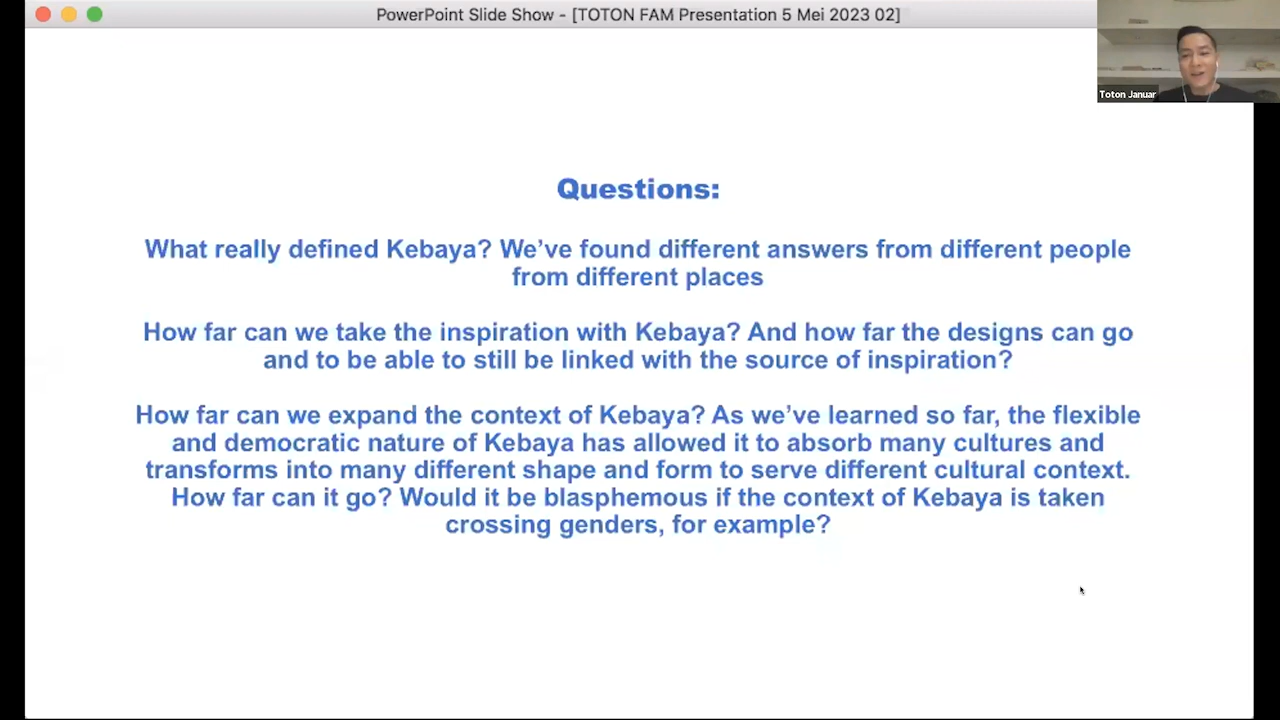 PowerPoint Slide Show - [TOTON FAM Presentation 5 Mei 2023 02]
Toton Januar
Questions:
What really defined Kebaya? We’ve found different answers from different people
from different places
How far can we take the inspiration with Kebaya? And how far the designs can go
and to be able to still be linked with the source of inspiration?
How far can we expand the context of Kebaya? As we’ve learned so far, the flexible
and democratic nature of Kebaya has allowed it to absorb many cultures and
transforms into many different shape and form to serve different cultural context.
How far can it go? Would it be blasphemous if the context of Kebaya is taken
crossing genders, for example?